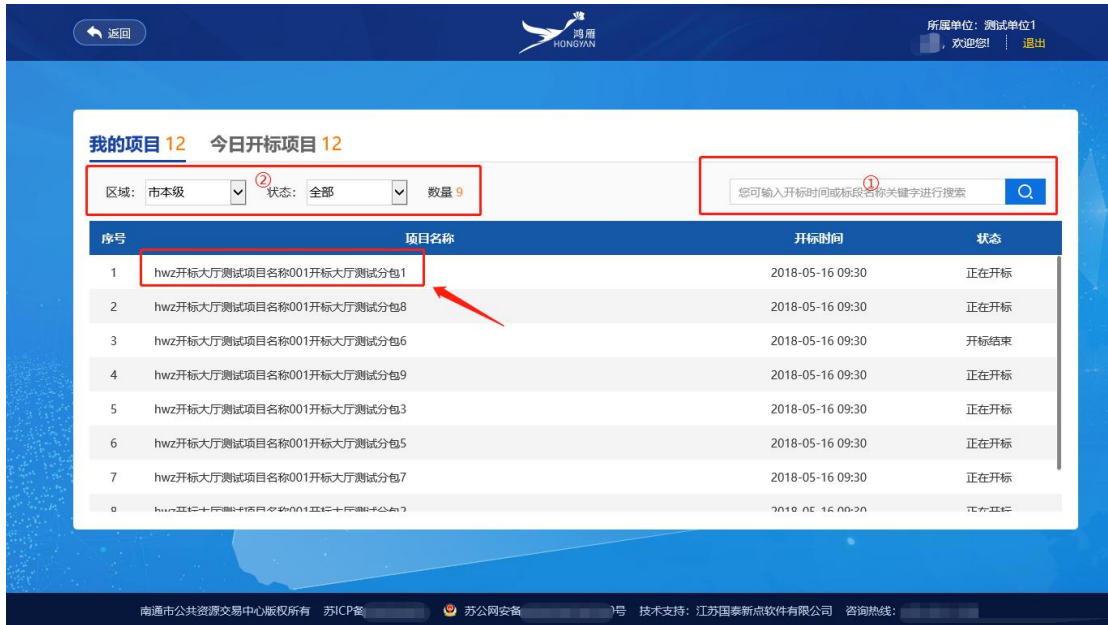 返回
鸿雁
HONGYAN
所属单位：测试单位1
，欢迎您! 退出
我的项目 12 今日开标项目 12
区域： 市本级 ② 状态： 全部 数量 9
您可输入开标时间或标段名称关键字进行搜索 ①
序号 项目名称 开标时间 状态
1 hwz开标大厅测试项目名称001开标大厅测试分包1 2018-05-16 09:30 正在开标
2 hwz开标大厅测试项目名称001开标大厅测试分包8 2018-05-16 09:30 正在开标
3 hwz开标大厅测试项目名称001开标大厅测试分包6 2018-05-16 09:30 开标结束
4 hwz开标大厅测试项目名称001开标大厅测试分包9 2018-05-16 09:30 正在开标
5 hwz开标大厅测试项目名称001开标大厅测试分包3 2018-05-16 09:30 正在开标
6 hwz开标大厅测试项目名称001开标大厅测试分包5 2018-05-16 09:30 正在开标
7 hwz开标大厅测试项目名称001开标大厅测试分包7 2018-05-16 09:30 正在开标
南通市公共资源交易中心版权所有 苏ICP备 苏公网安备 号 技术支持：江苏国泰新点软件有限公司 咨询热线：